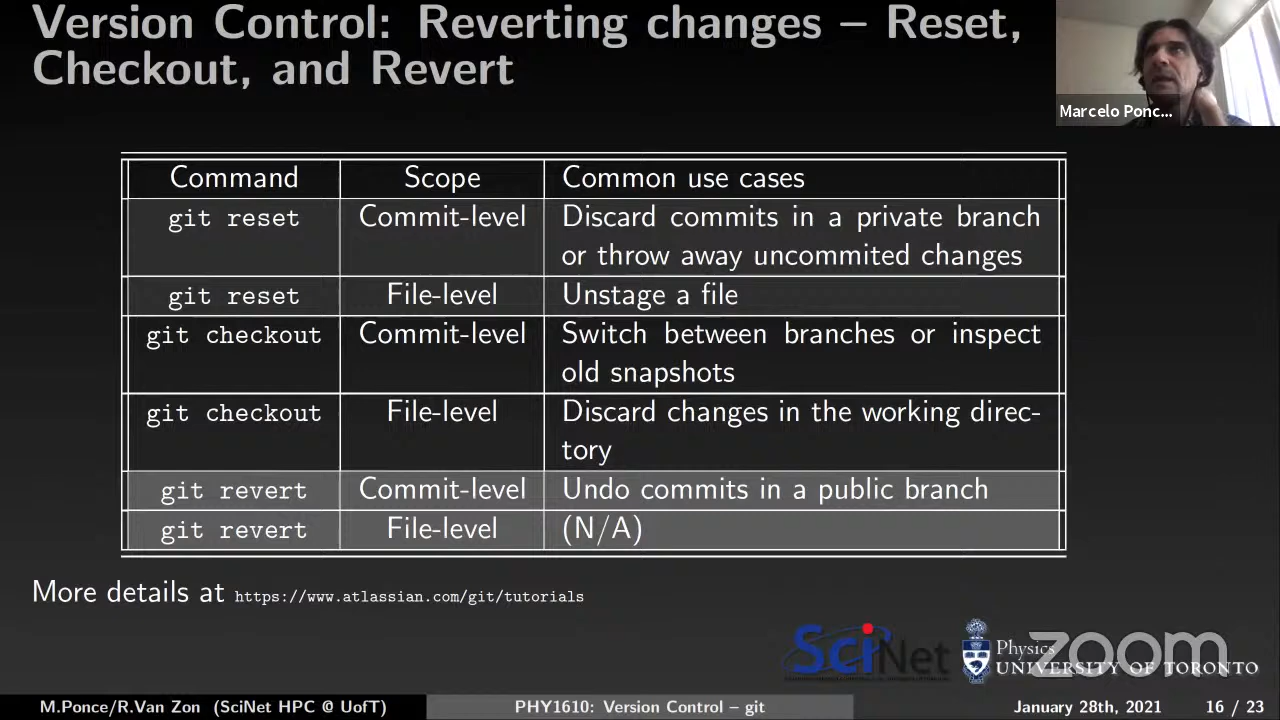 Version Control: Reverting changes – Reset,
Checkout, and Revert
Marcelo Ponc...
Command Scope Common use cases
git reset Commit-level Discard commits in a private branch
or throw away uncommited changes
git reset File-level Unstage a file
git checkout Commit-level Switch between branches or inspect
old snapshots
git checkout File-level Discard changes in the working direc-
tory
git revert Commit-level Undo commits in a public branch
git revert File-level (N/A)
More details at https://www.atlassian.com/git/tutorials
SciNet
Physics
UNIVERSITY OF TORONTO
zoom
M.Ponce/R.Van Zon (SciNet HPC @ UofT) PHY1610: Version Control – git January 28th, 2021 16 / 23